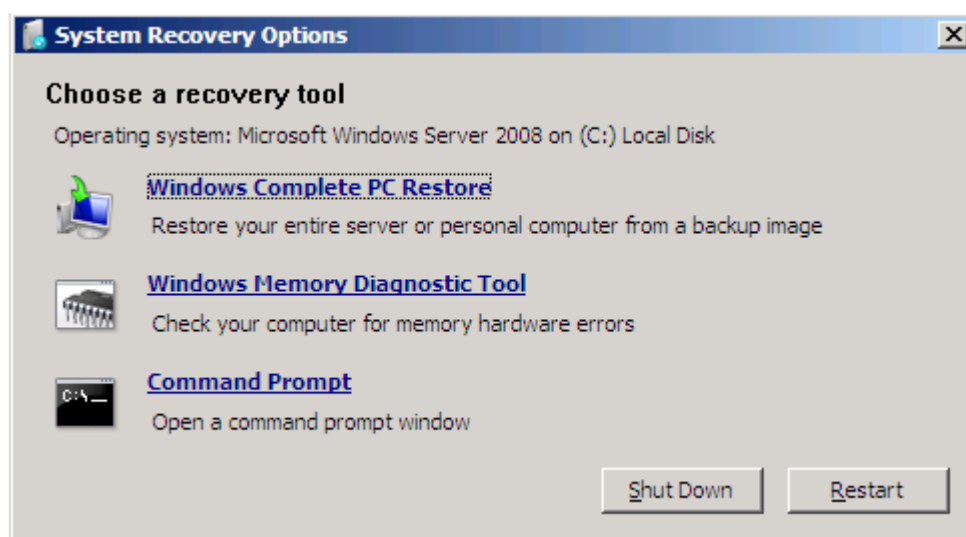 System Recovery Options
Choose a recovery tool
Operating system: Microsoft Windows Server 2008 on (C:) Local Disk
Windows Complete PC Restore
Restore your entire server or personal computer from a backup image
Windows Memory Diagnostic Tool
Check your computer for memory hardware errors
C:\_
Command Prompt
Open a command prompt window
Shut Down
Restart